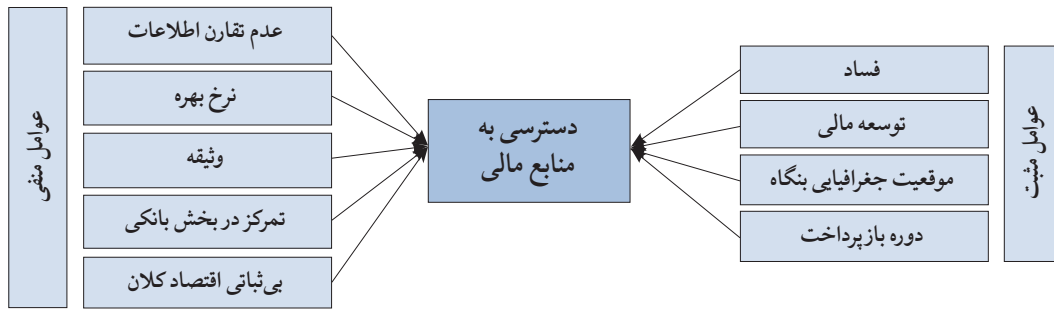 عوامل مثبت
فساد
توسعه مالی
موقعیت جغرافیایی بنگاه
دوره بازپرداخت
دسترسی به
منابع مالی
عدم تقارن اطلاعات
نرخ بهره
وثیقه
تمرکز در بخش بانکی
بی‌ثباتی اقتصاد کلان
عوامل منفی